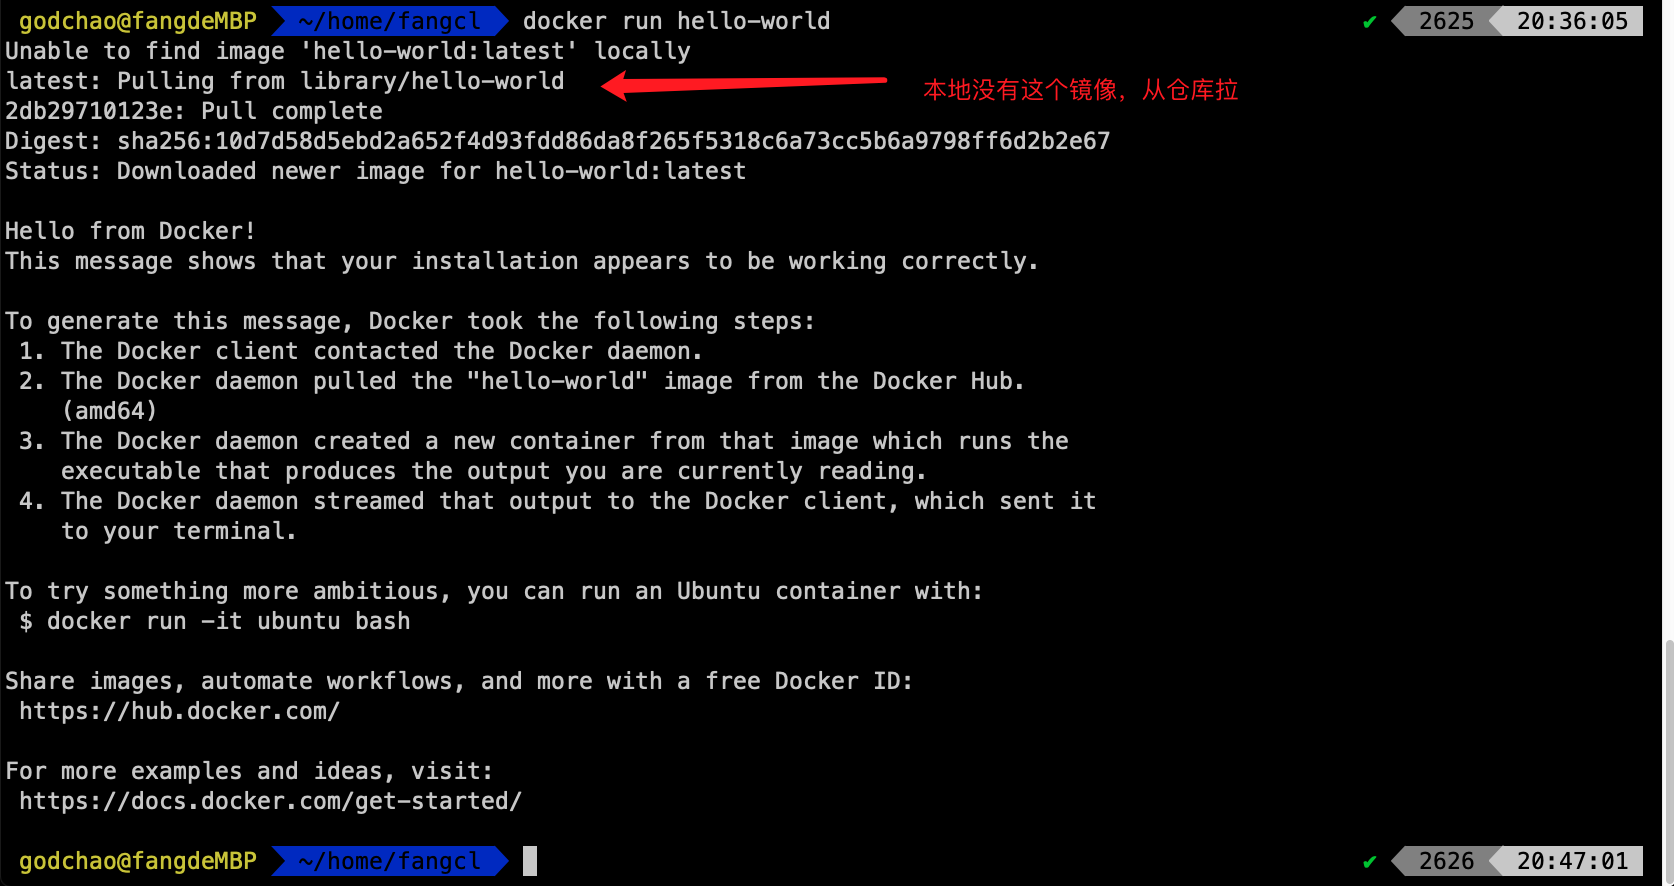 godchao@fangdeMBP ~/home/fangcl docker run hello-world ✔ 2625 20:36:05
Unable to find image 'hello-world:latest' locally
latest: Pulling from library/hello-world
本地没有这个镜像，从仓库拉
2db29710123e: Pull complete
Digest: sha256:10d7d58d5ebd2a652f4d93fdd86da8f265f5318c6a73cc5b6a9798ff6d2b2e67
Status: Downloaded newer image for hello-world:latest
Hello from Docker!
This message shows that your installation appears to be working correctly.
To generate this message, Docker took the following steps:
1. The Docker client contacted the Docker daemon.
2. The Docker daemon pulled the "hello-world" image from the Docker Hub.
(amd64)
3. The Docker daemon created a new container from that image which runs the
executable that produces the output you are currently reading.
4. The Docker daemon streamed that output to the Docker client, which sent it
to your terminal.
To try something more ambitious, you can run an Ubuntu container with:
$ docker run -it ubuntu bash
Share images, automate workflows, and more with a free Docker ID:
https://hub.docker.com/
For more examples and ideas, visit:
https://docs.docker.com/get-started/
godchao@fangdeMBP ~/home/fangcl ✔ 2626 20:47:01